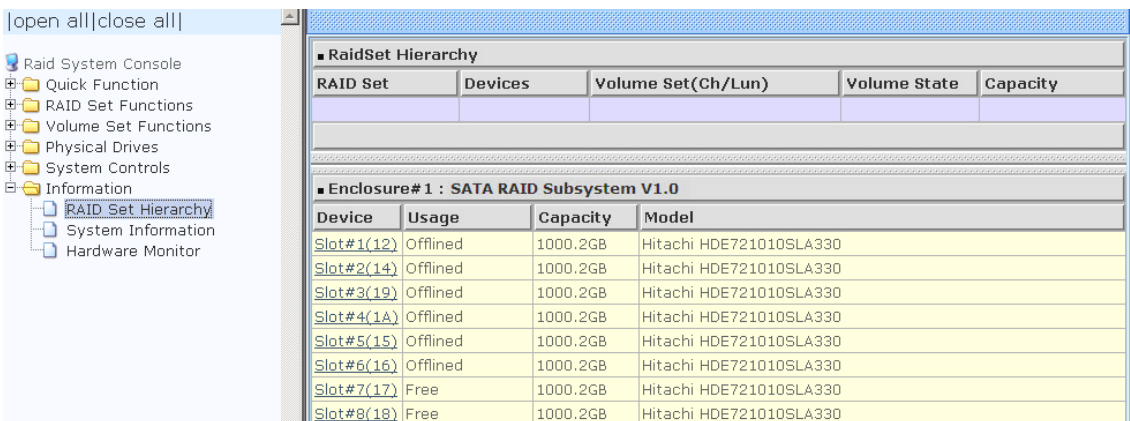 |open all|close all|
Raid System Console
Quick Function
RAID Set Functions
Volume Set Functions
Physical Drives
System Controls
Information
RAID Set Hierarchy
System Information
Hardware Monitor
RaidSet Hierarchy
RAID Set Devices Volume Set(Ch/Lun) Volume State Capacity
Enclosure#1 : SATA RAID Subsystem V1.0
Device Usage Capacity Model
Slot#1(12) Offlined 1000.2GB Hitachi HDE721010SLA330
Slot#2(14) Offlined 1000.2GB Hitachi HDE721010SLA330
Slot#3(19) Offlined 1000.2GB Hitachi HDE721010SLA330
Slot#4(1A) Offlined 1000.2GB Hitachi HDE721010SLA330
Slot#5(15) Offlined 1000.2GB Hitachi HDE721010SLA330
Slot#6(16) Offlined 1000.2GB Hitachi HDE721010SLA330
Slot#7(17) Free 1000.2GB Hitachi HDE721010SLA330
Slot#8(18) Free 1000.2GB Hitachi HDE721010SLA330